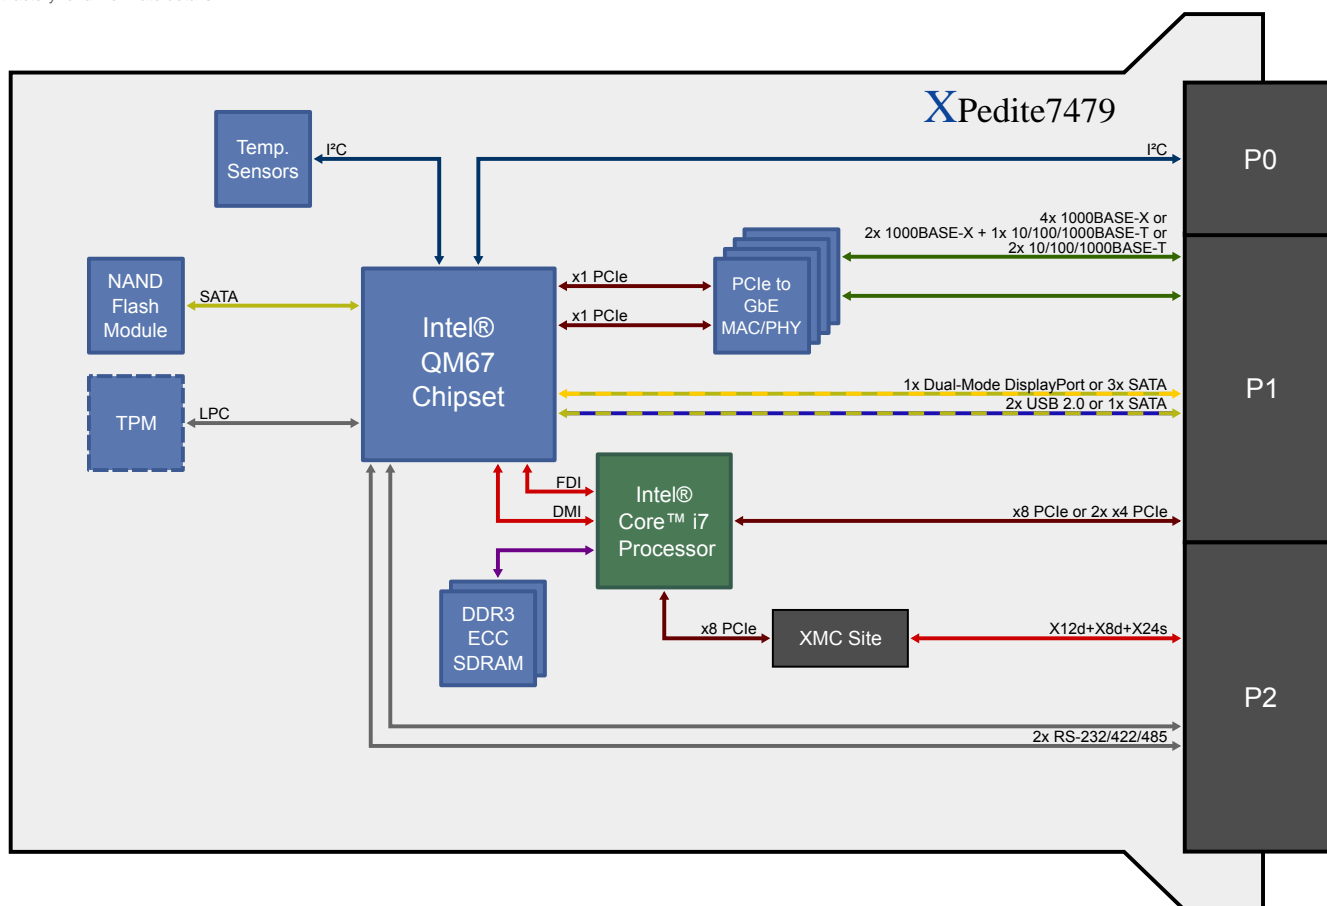 XPedite7479
Temp.
Sensors
I²C
I²C
P0
4x 1000BASE-X or
2x 1000BASE-X + 1x 10/100/1000BASE-T or
2x 10/100/1000BASE-T
NAND
Flash
Module
SATA
Intel®
QM67
Chipset
x1 PCIe
x1 PCIe
PCIe to
GbE
MAC/PHY
TPM
LPC
1x Dual-Mode DisplayPort or 3x SATA
2x USB 2.0 or 1x SATA
P1
FDI
DMI
Intel®
Core™ i7
Processor
x8 PCIe or 2x x4 PCIe
DDR3
ECC
SDRAM
x8 PCIe
XMC Site
X12d+X8d+X24s
P2
2x RS-232/422/485